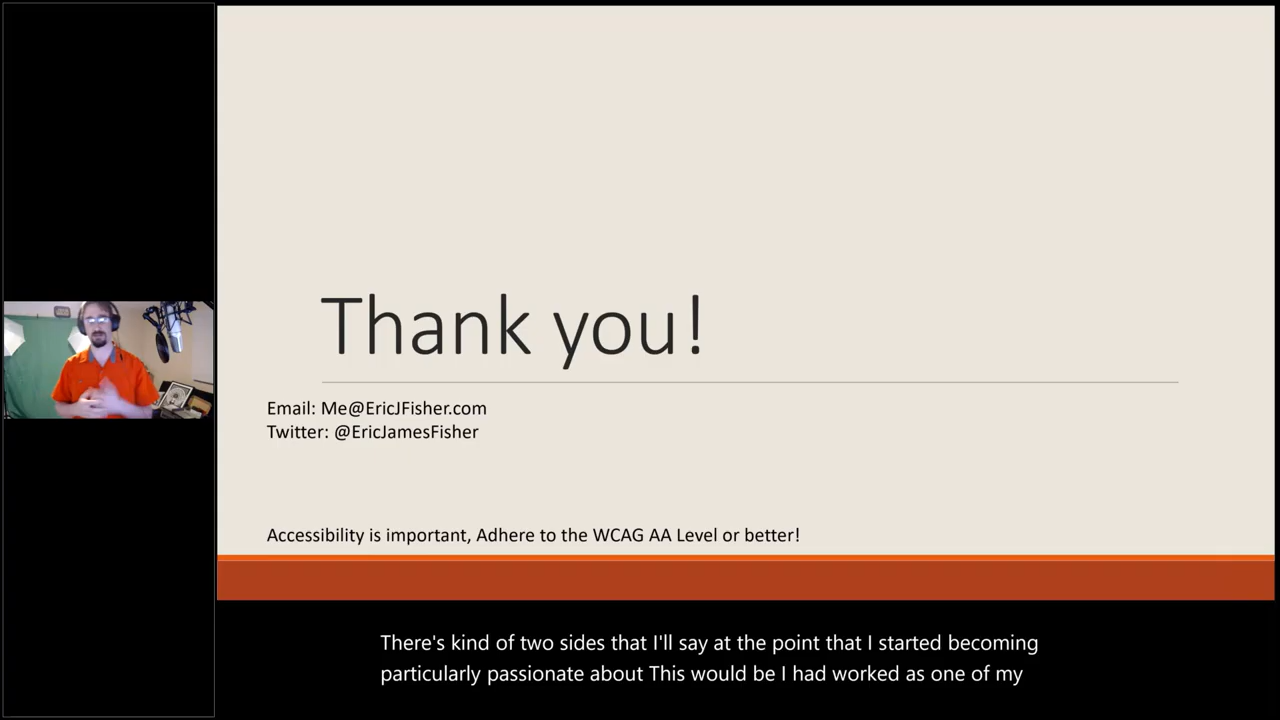 Thank you!
Email: Me@EricJFisher.com
Twitter: @EricJamesFisher
Accessibility is important, Adhere to the WCAG AA Level or better!
There's kind of two sides that I'll say at the point that I started becoming
particularly passionate about This would be I had worked as one of my